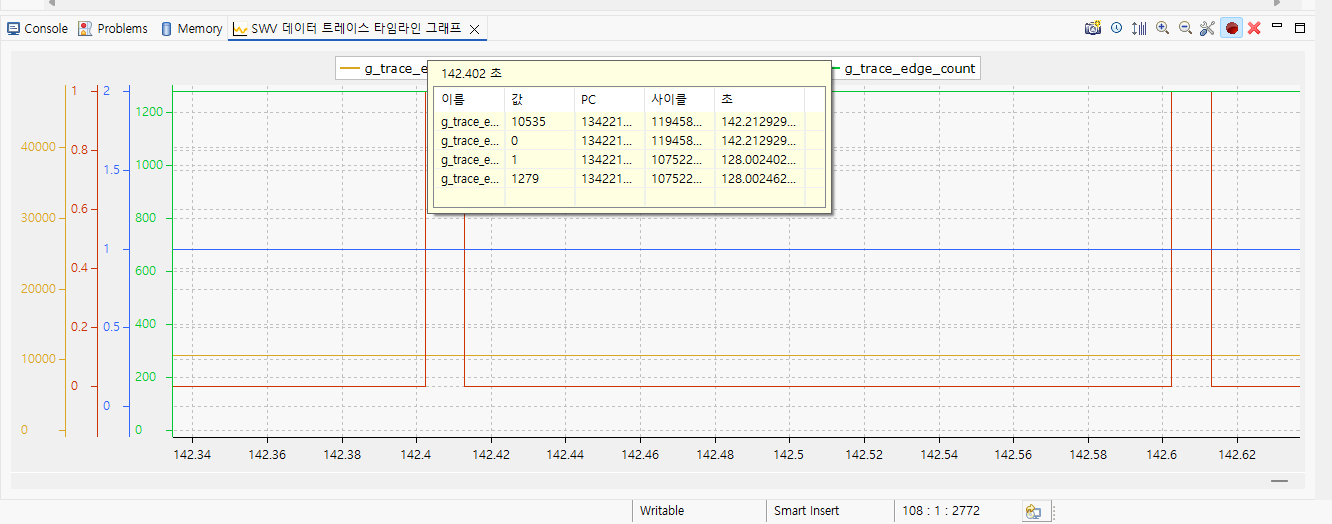 Console Problems Memory SWV 데이터 트레이스 타임라인 그래프
g_trace_e
g_trace_edge_count
142.402 초
이름 값 PC 사이클 초
g_trace_e... 10535 134221... 119458... 142.212929...
g_trace_e... 0 134221... 119458... 142.212929...
g_trace_e... 1 134221... 107522... 128.002402...
g_trace_e... 1279 134221... 107522... 128.002462...
1 2
1200
40000 0.8
1.5 1000
30000 0.6 800
0.4 1 600
20000
0.2 0.5 400
10000 0 200
0 0 0
142.34 142.36 142.38 142.4 142.42 142.44 142.46 142.48 142.5 142.52 142.54 142.56 142.58 142.6 142.62
Writable Smart Insert 108 : 1 : 2772